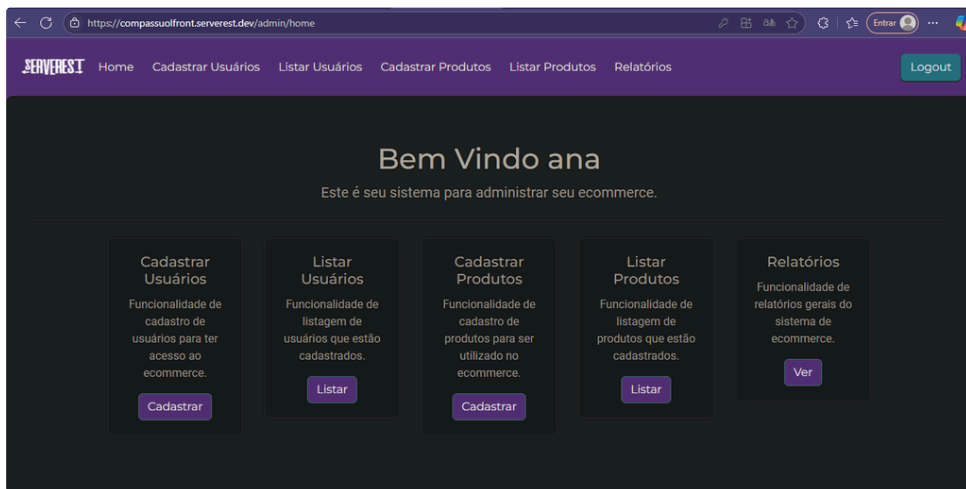 https://compassuolfront.serverest.dev/admin/home
Entrar
SERVEREST Home Cadastrar Usuários Listar Usuários Cadastrar Produtos Listar Produtos Relatórios Logout
Bem Vindo ana
Este é seu sistema para administrar seu ecommerce.
Cadastrar
Usuários
Funcionalidade de
cadastro de
usuários para ter
acesso ao
ecommerce.
Cadastrar
Listar
Usuários
Funcionalidade de
listagem de
usuários que estão
cadastrados.
Listar
Cadastrar
Produtos
Funcionalidade de
cadastro de
produtos para ser
utilizado no
ecommerce.
Cadastrar
Listar
Produtos
Funcionalidade de
listagem de
produtos que estão
cadastrados.
Listar
Relatórios
Funcionalidade de
relatórios gerais do
sistema de
ecommerce.
Ver